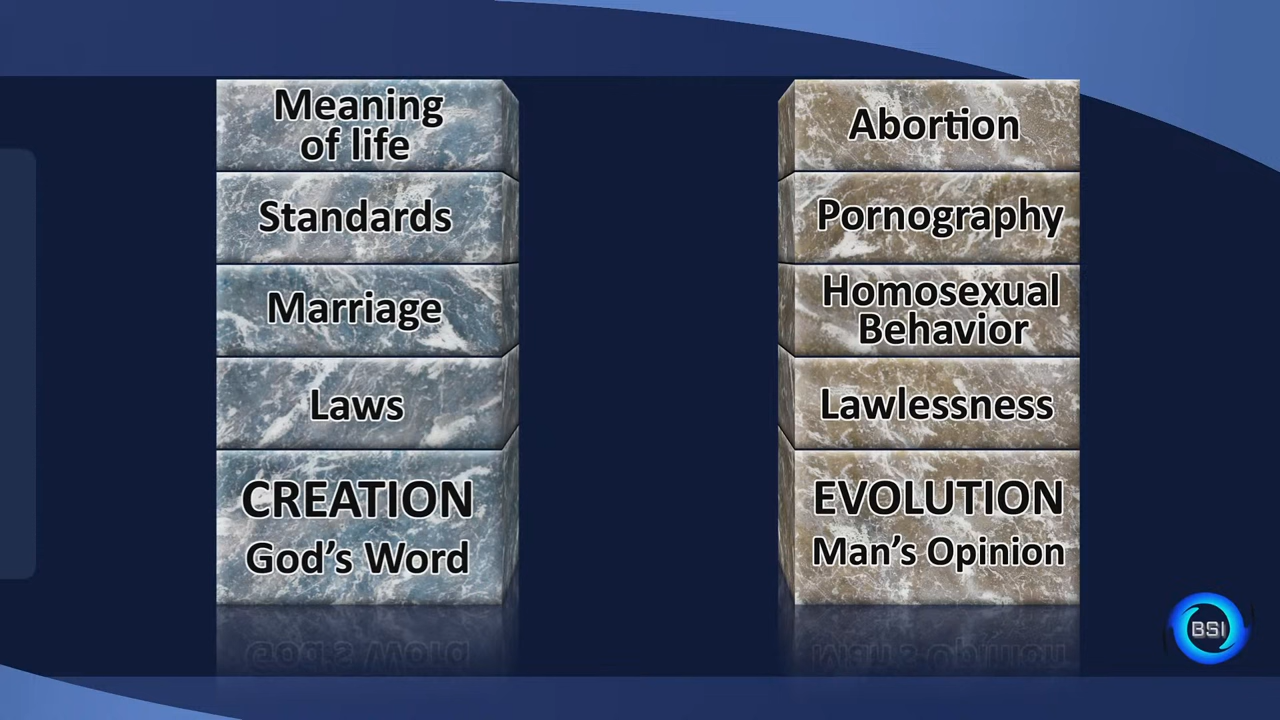 Meaning
of life
Standards
Marriage
Laws
CREATION
God's Word
Abortion
Pornography
Homosexual
Behavior
Lawlessness
EVOLUTION
Man's Opinion
BSI